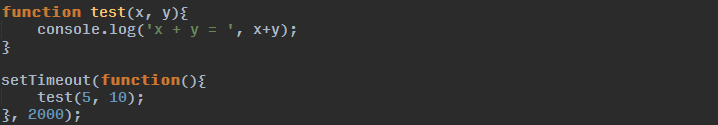 function test(x, y){
    console.log('x + y = ', x+y);
}

setTimeout(function(){
    test(5, 10);
}, 2000);